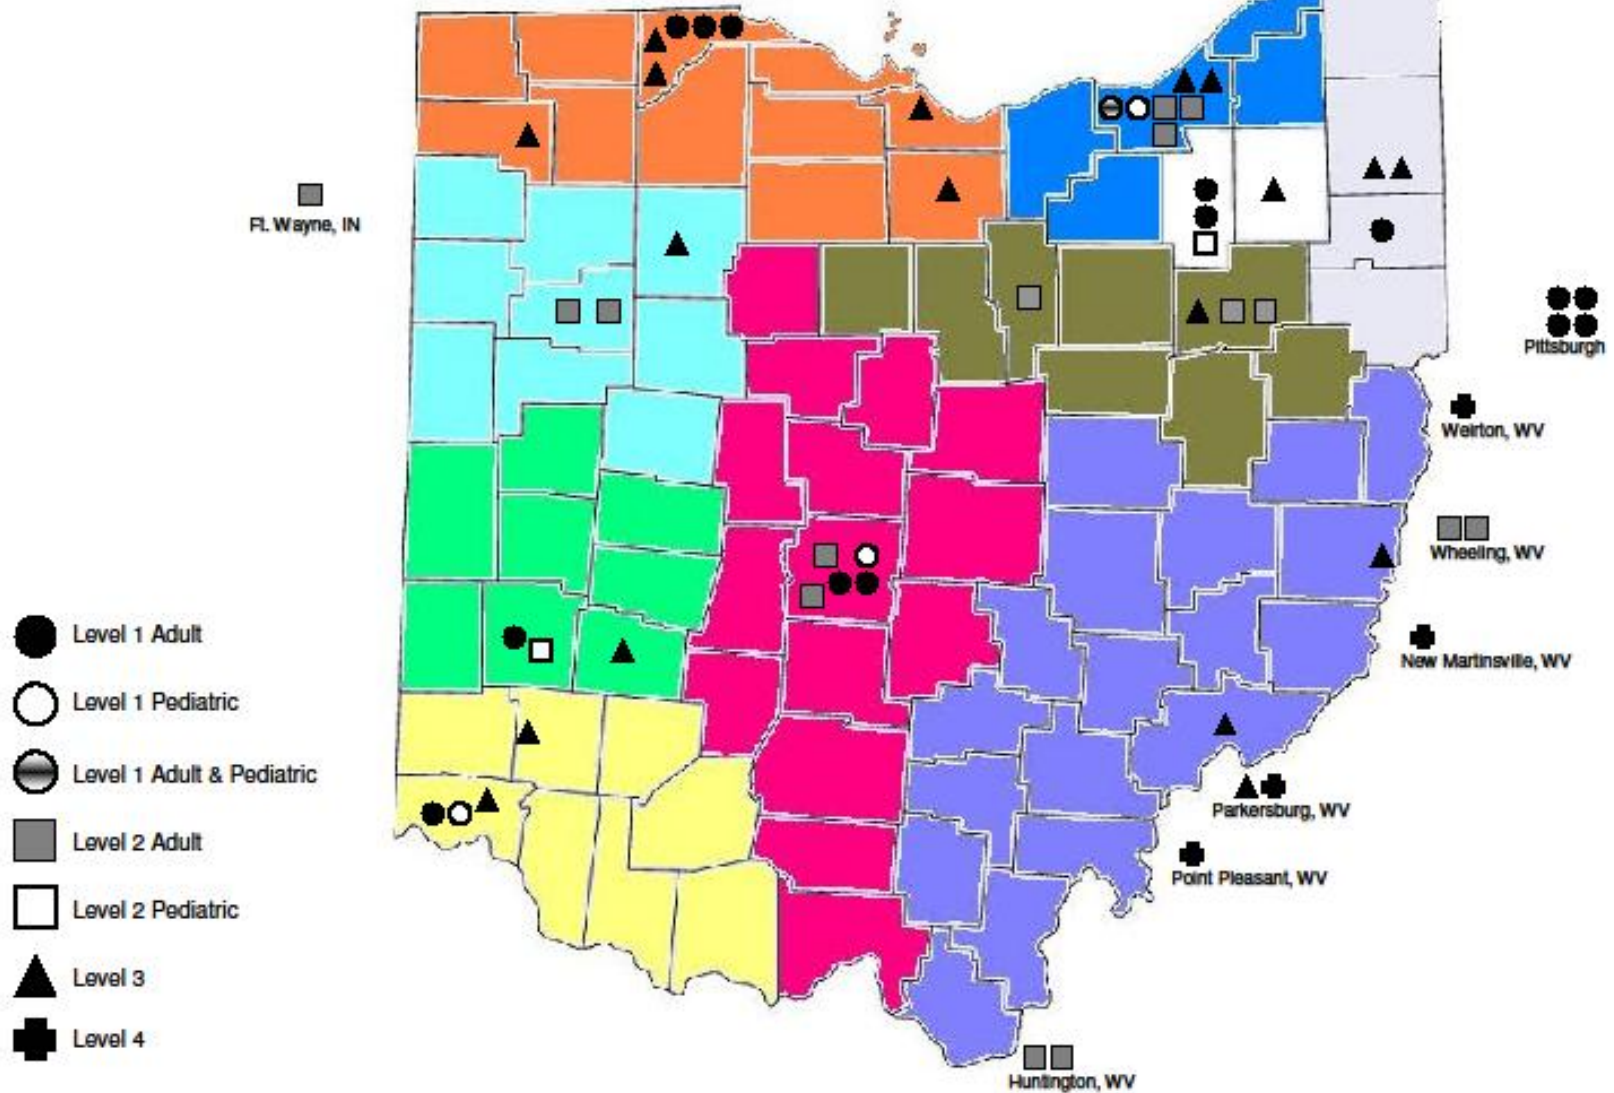 Ft. Wayne, IN
Pittsburgh
Weirton, WV
Wheeling, WV
New Martinsville, WV
Parkersburg, WV
Point Pleasant, WV
Huntington, WV
Level 1 Adult
Level 1 Pediatric
Level 1 Adult & Pediatric
Level 2 Adult
Level 2 Pediatric
Level 3
Level 4